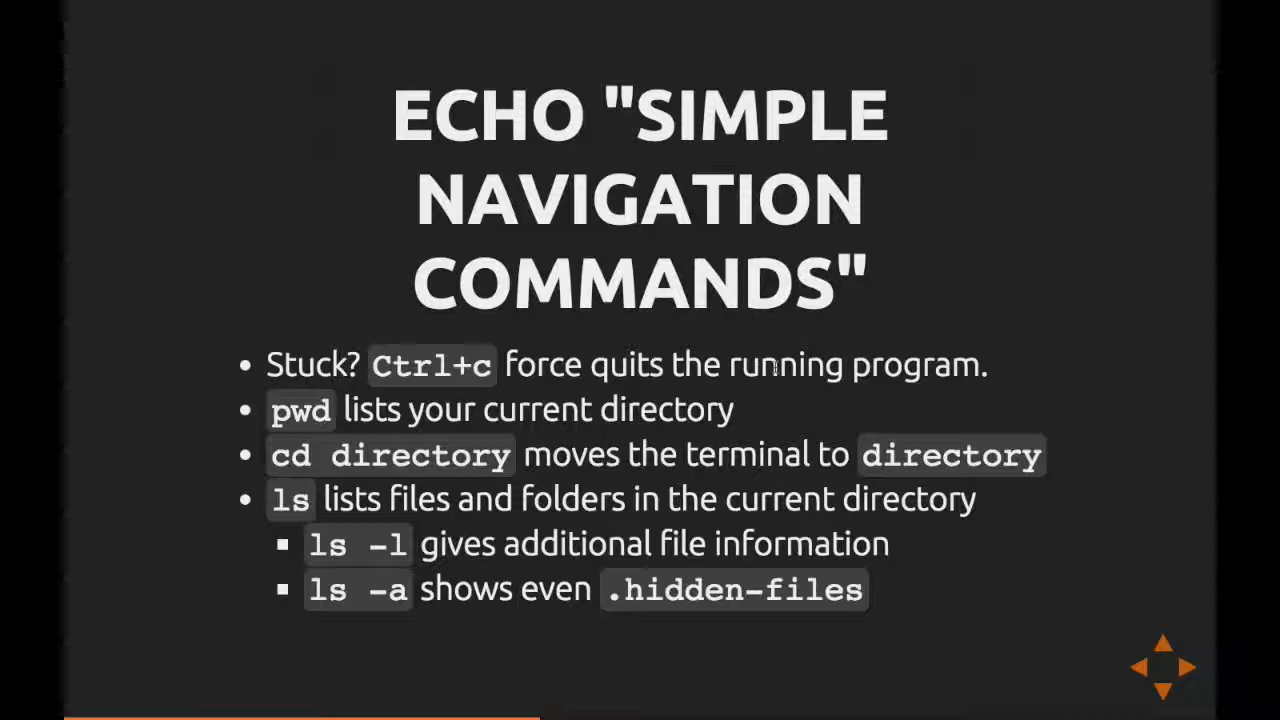 ECHO "SIMPLE
NAVIGATION
COMMANDS"
Stuck? Ctrl+c force quits the running program.
pwd lists your current directory
cd directory moves the terminal to directory
ls lists files and folders in the current directory
ls -l gives additional file information
ls -a shows even .hidden-files